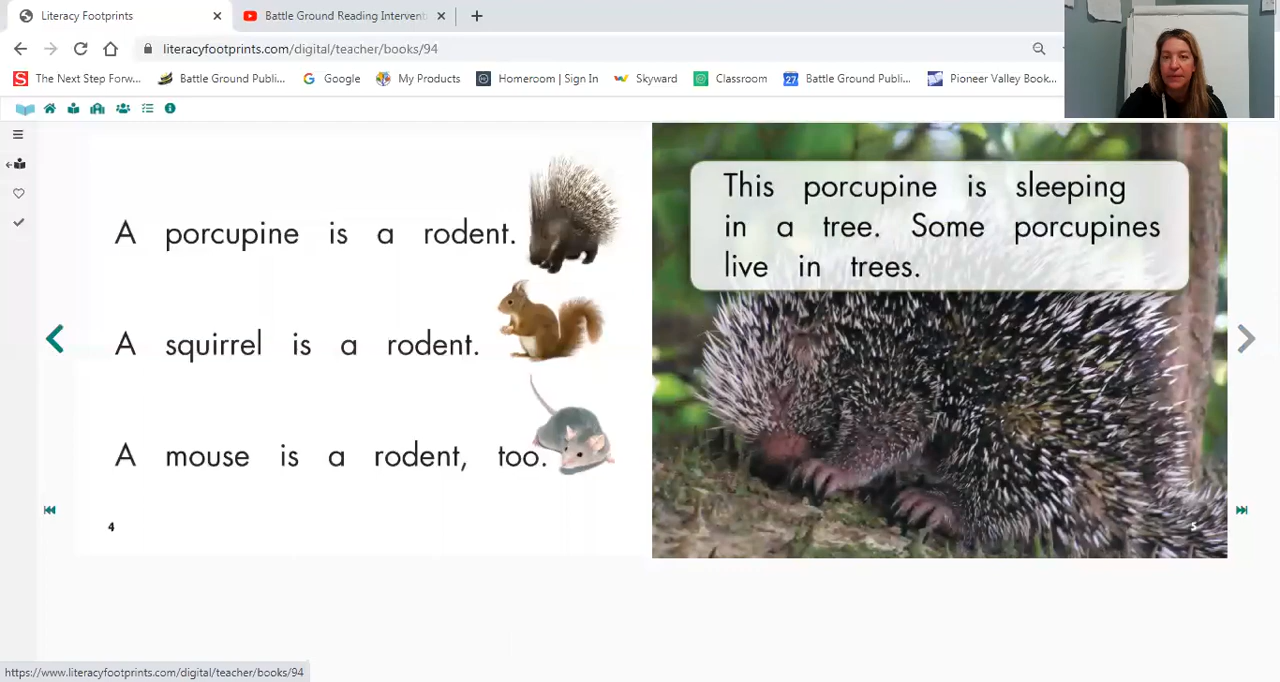 Literacy Footprints
Battle Ground Reading Interventi
literacyfootprints.com/digital/teacher/books/94
The Next Step Forw...
Battle Ground Publi...
Google
My Products
Homeroom | Sign In
Skyward
Classroom
27
Battle Ground Publi...
Pioneer Valley Book...
A porcupine is a rodent.
A squirrel is a rodent.
A mouse is a rodent, too.
4
This porcupine is sleeping
in a tree. Some porcupines
live in trees.
5
https://www.literacyfootprints.com/digital/teacher/books/94